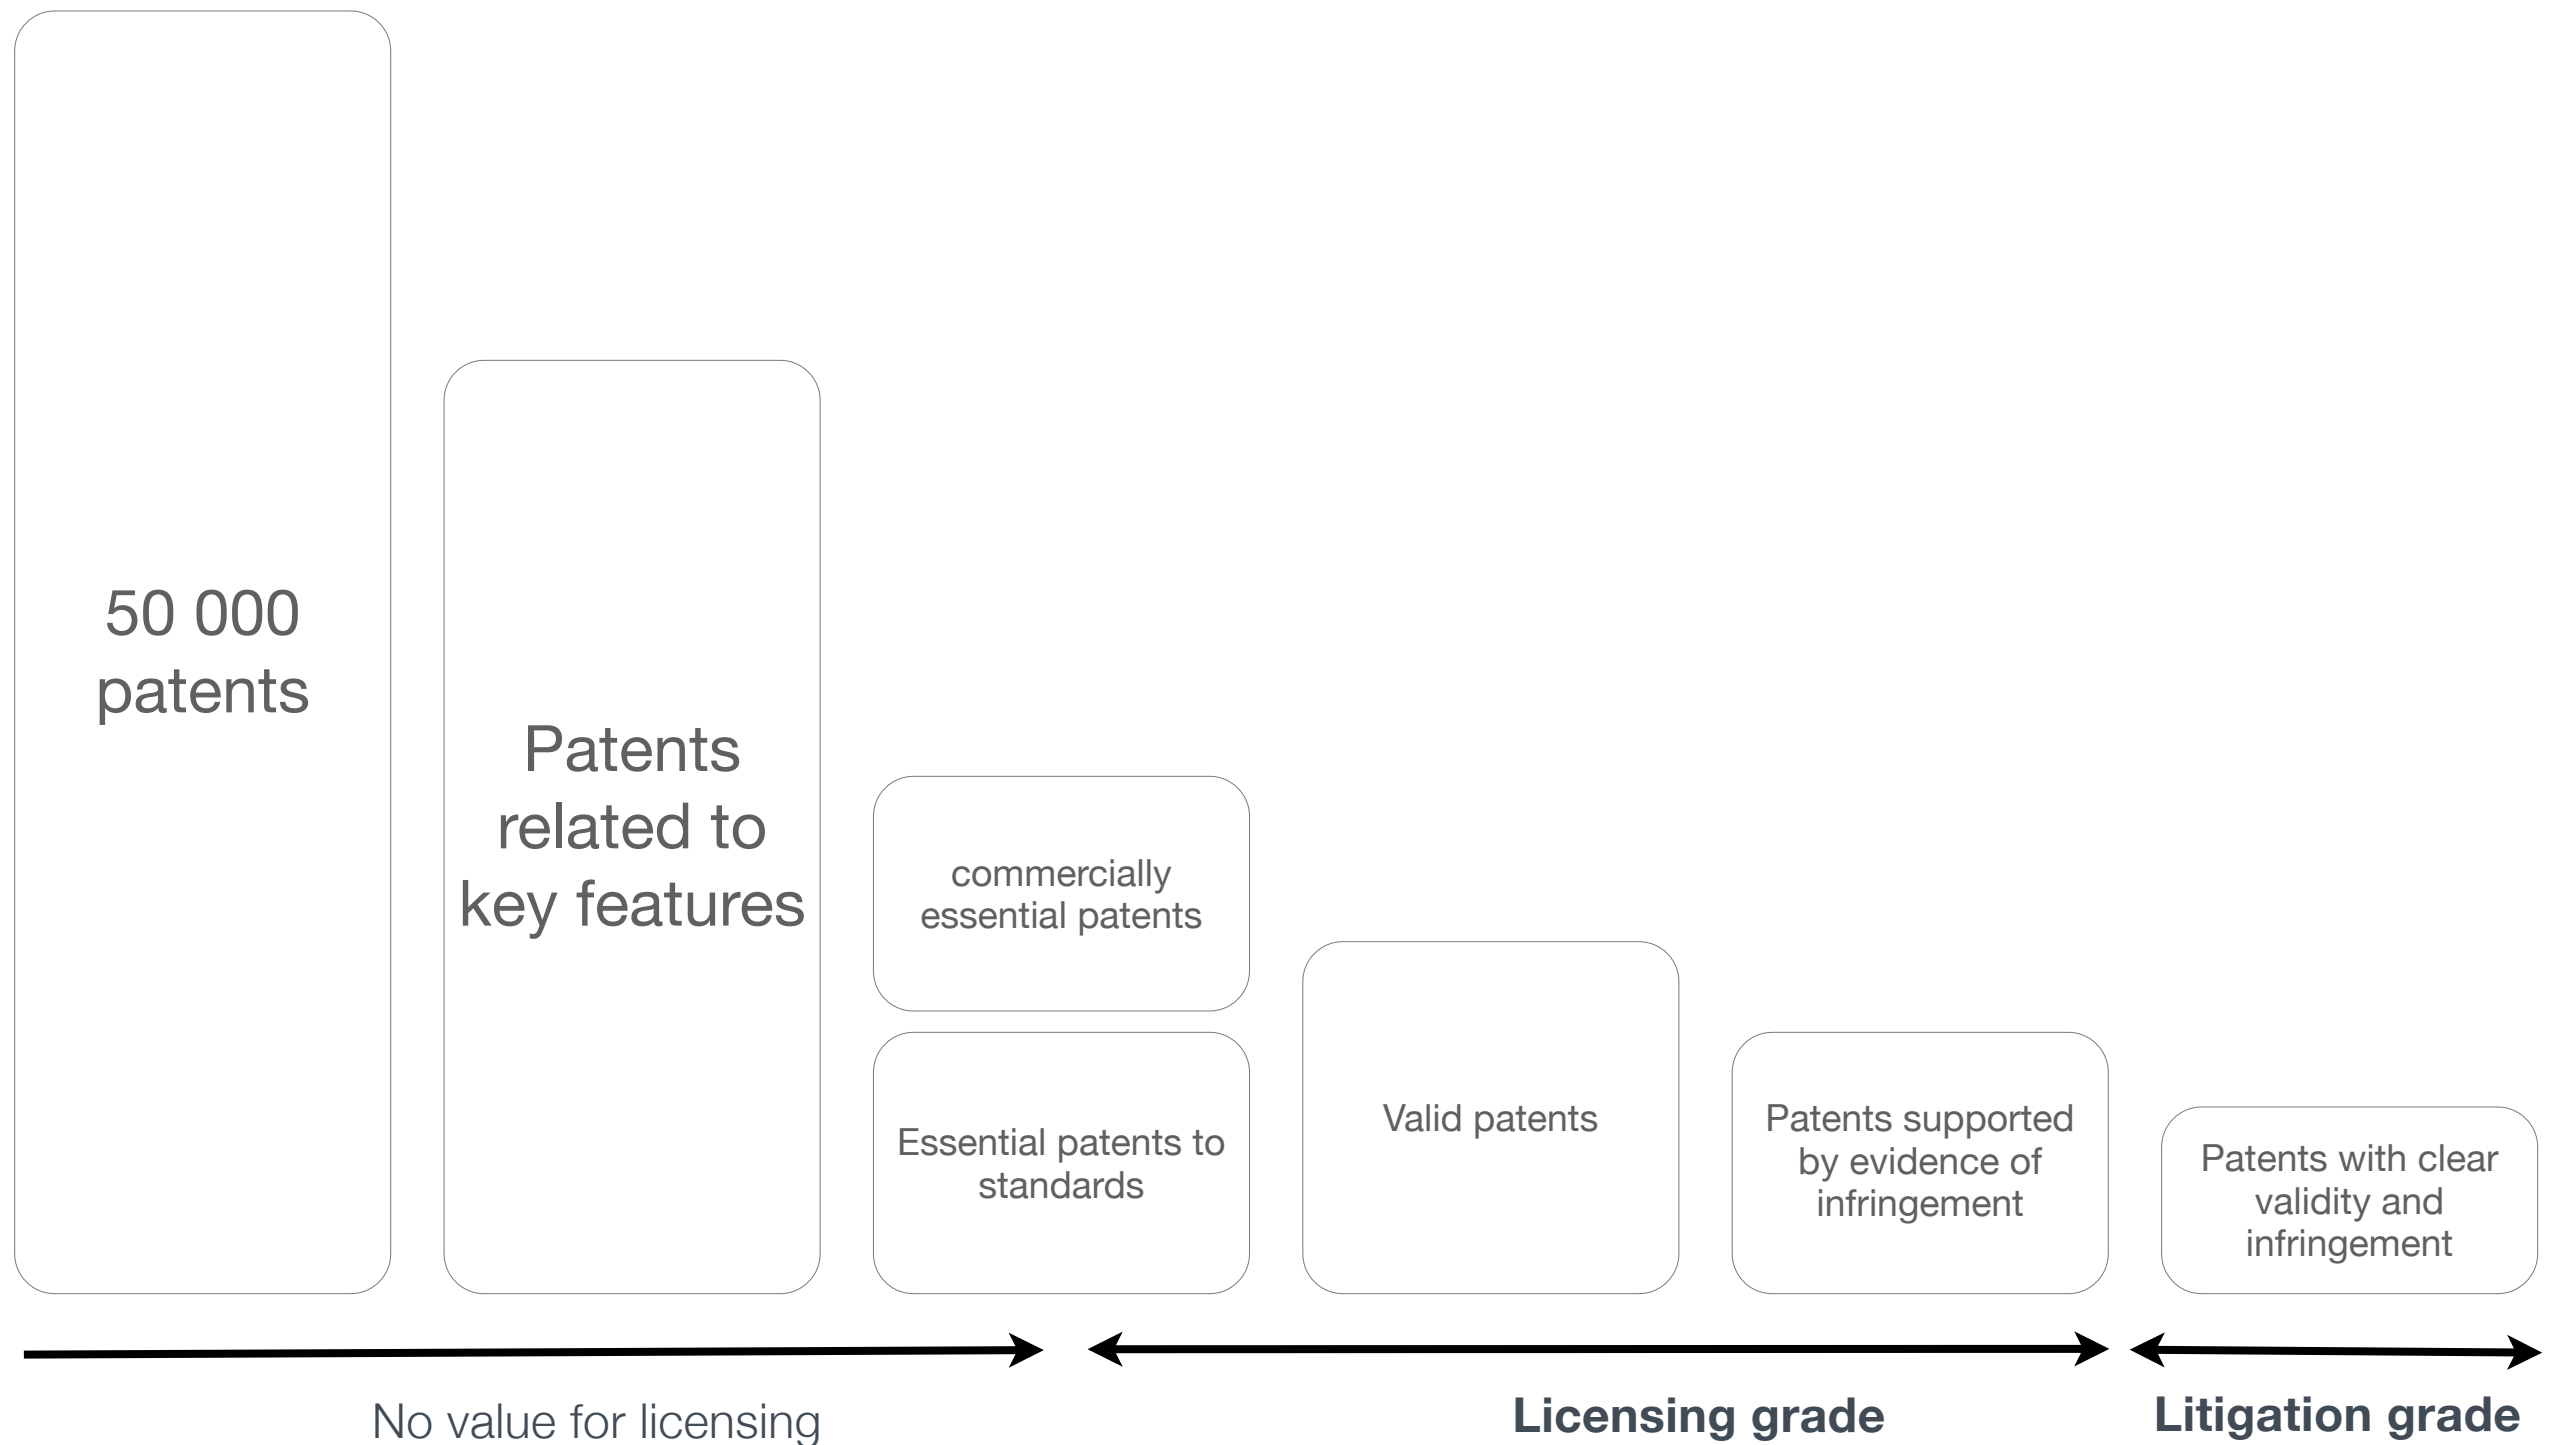 50 000
patents
Patents
related to
key features
commercially
essential patents
Essential patents to
standards
Valid patents
Patents supported
by evidence of
infringement
Patents with clear
validity and
infringement
No value for licensing
Licensing grade
Litigation grade